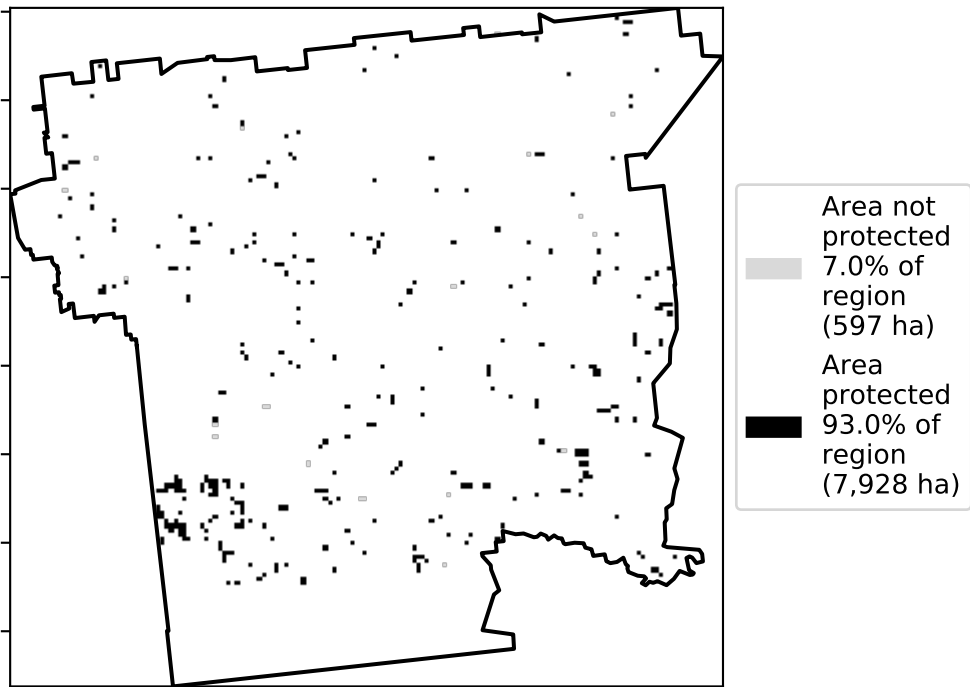 Area not
protected
7.0% of
region
(597 ha)
Area
protected
93.0% of
region
(7,928 ha)